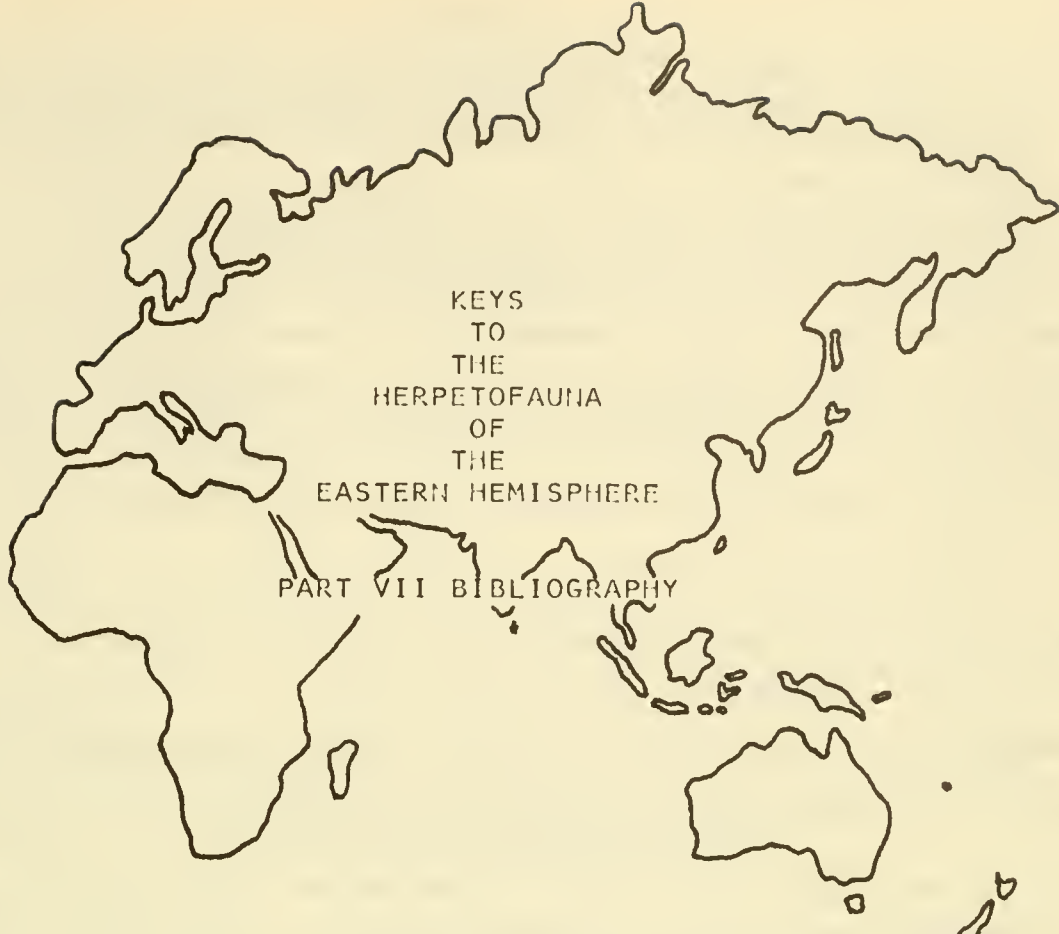 KEYS
TO
THE
HERPETOFAUNA
OF
THE
EASTERN HEMISPHERE
PART VII BIBLIOGRAPHY